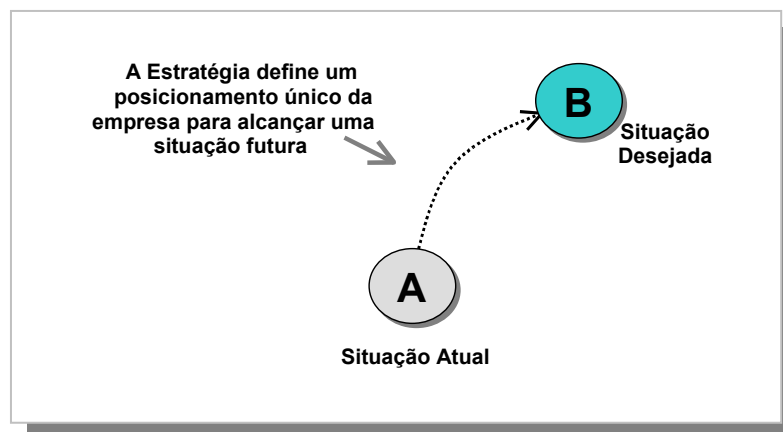 A Estratégia define um
posicionamento único da
empresa para alcançar uma
situação futura
B
Situação
Desejada
A
Situação Atual